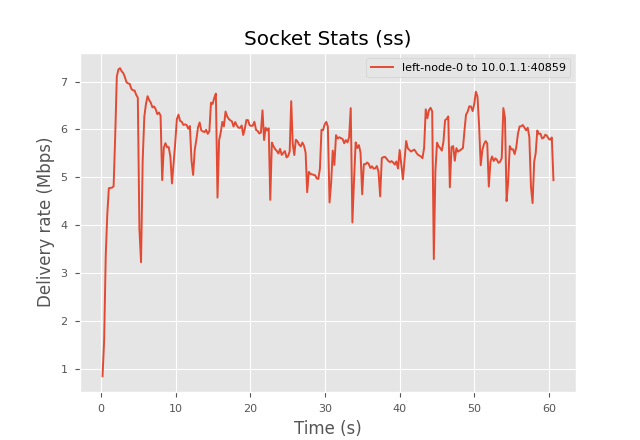 Socket Stats (ss)
left-node-0 to 10.0.1.1:40859
Delivery rate (Mbps)
7
6
5
4
3
2
1
0 10 20 30 40 50 60
Time (s)